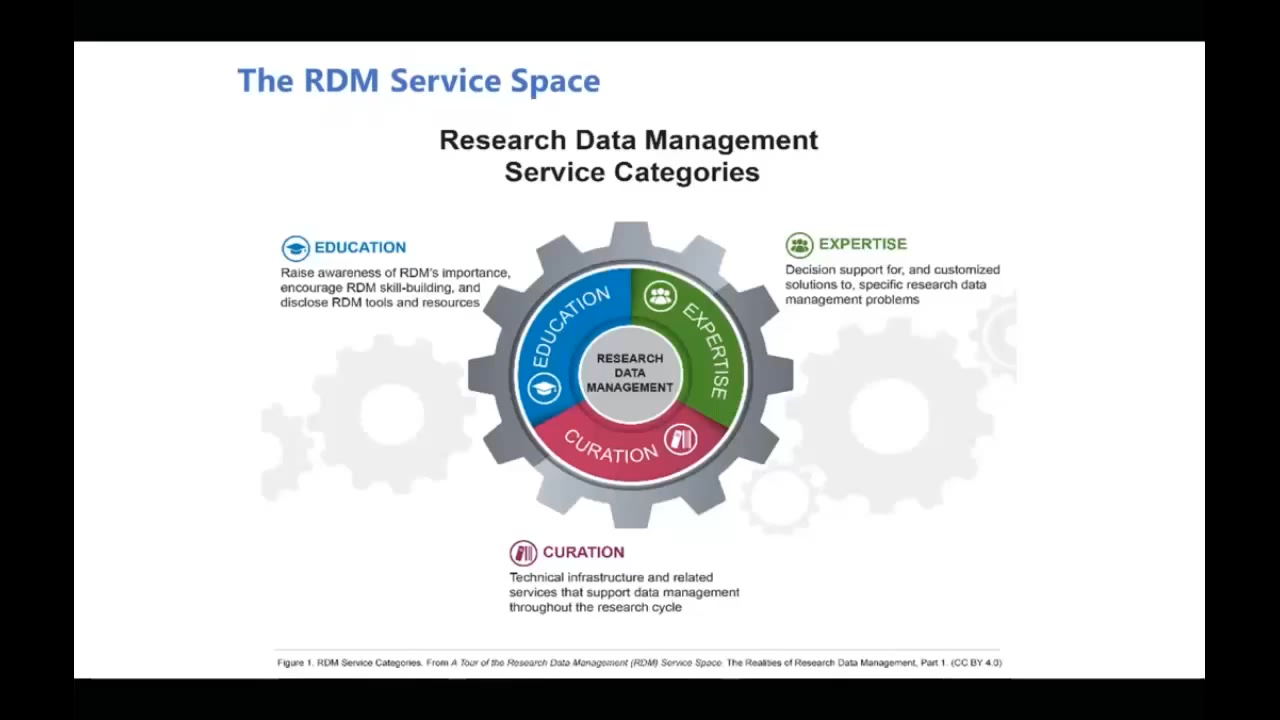 The RDM Service Space
Research Data Management
Service Categories
EDUCATION
Raise awareness of RDM's importance,
encourage RDM skill-building, and
disclose RDM tools and resources
EXPERTISE
Decision support for, and customized
solutions to, specific research data
management problems
EDUCATION
EXPERTISE
RESEARCH
DATA
MANAGEMENT
CURATION
CURATION
Technical infrastructure and related
services that support data management
throughout the research cycle
Figure 1. RDM Service Categories. From A Tour of the Research Data Management (RDM) Service Space. The Realities of Research Data Management, Part 1. (CC BY 4.0)